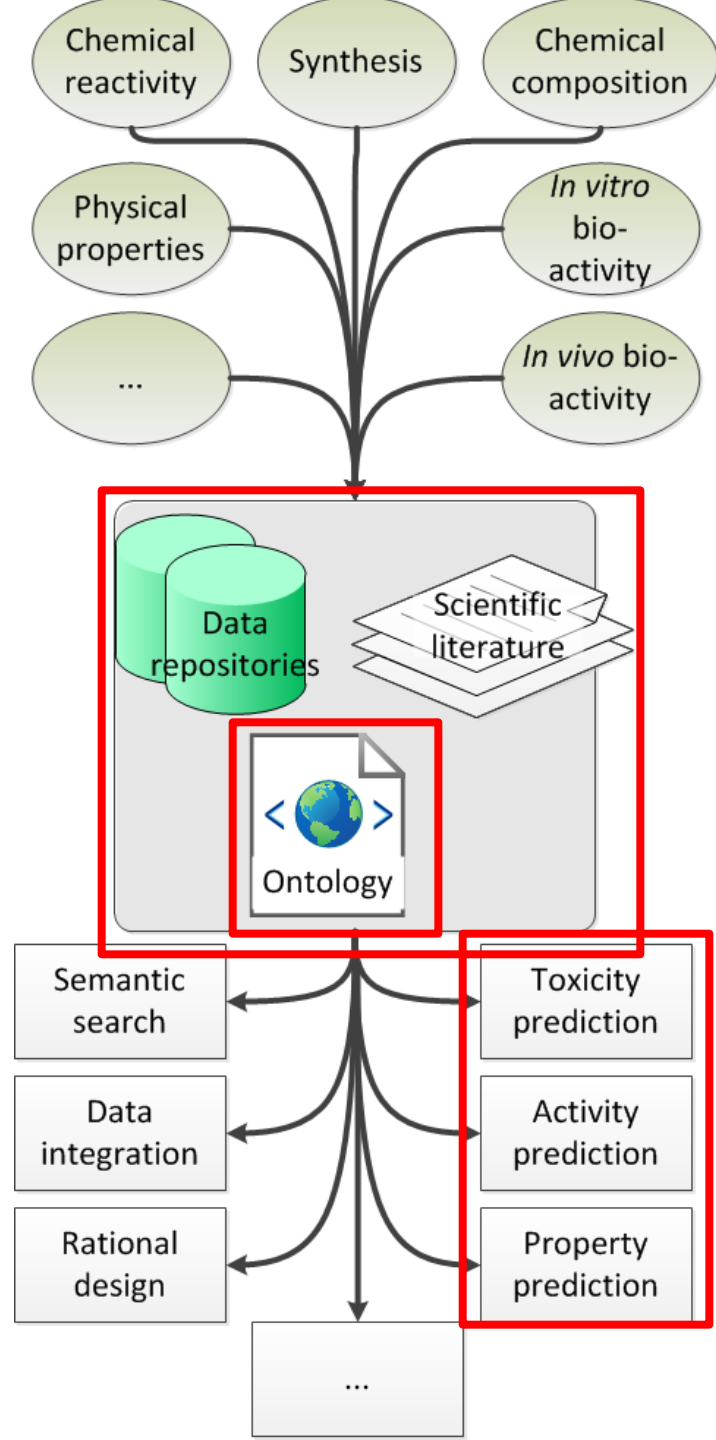 Chemical
reactivity
Synthesis
Chemical
composition
Physical
properties
In vitro
bio-
activity
...
In vivo bio-
activity
Data
repositories
Scientific
literature
< >
Ontology
Semantic
search
Toxicity
prediction
Data
integration
Activity
prediction
Rational
design
Property
prediction
...